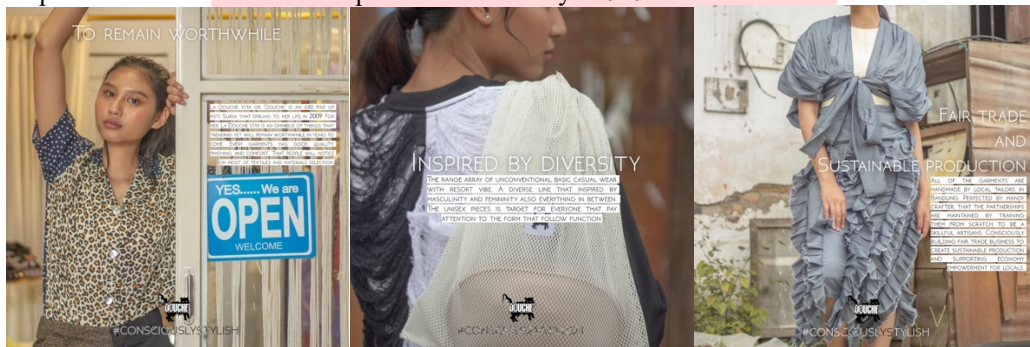 TO REMAIN WORTHWHILE
LA DOUCHE VITA OR 'DOUCHE' IS AN IDÉE FIXE OF
ASTI SURYA THAT SPRUNG TO HER LIFE IN 2009. FOR
HER, LA DOUCHE VITA IS AN OMNIBUS OF THINGS THAT
TRENDING YET WILL REMAIN WORTHWHILE IN YEARS TO
COME. EVERY GARMENTS HAS GOOD QUALITY,
FINISHING AND COMFORT. THAT PEOPLE WILL NOTICE
IN MOST OF TEXTILES AND MATERIALS SELECTION.
YES...... We are
OPEN
WELCOME
DOUCHE
#CONSCIOUSLYSTYLISH
INSPIRED BY DIVERSITY
THE RANGE ARRAY OF UNCONVENTIONAL BASIC CASUAL WEAR
WITH RESORT VIBE. A DIVERSE LINE THAT INSPIRED BY
MASCULINITY AND FEMININITY ALSO EVERYTHING IN BETWEEN.
THE UNISEX PIECES IS TARGET FOR EVERYONE THAT PAY
ATTENTION TO THE FORM THAT FOLLOW FUNCTION.
DOUCHE
#CONSCIOUSLYSTYLISH
FAIR TRADE
AND
SUSTAINABLE PRODUCTION
ALL OF THE GARMENTS ARE
HANDMADE BY LOCAL TAILORS IN
BANDUNG. PERFECTED BY HANDY
CRAFTER, THAT THE PARTNERSHIPS
ARE MAINTAINED BY TRAINING
THEM FROM SCRATCH TO BE A
SKILLFUL ARTISANS. CONSCIOUSLY
BUILDING FAIR TRADE BUSINESS TO
CREATE SUSTAINABLE PRODUCTION
AND SUPPORTING ECONOMY
EMPOWERMENT FOR LOCALS.
DOUCHE
#CONSCIOUSLYSTYLISH